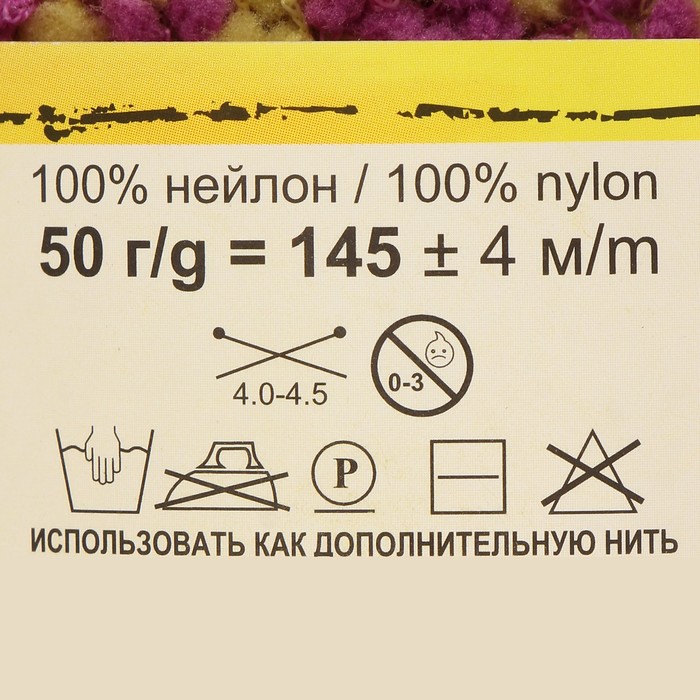 100% нейлон / 100% nylon
50 г/g = 145 ± 4 м/m
4.0-4.5
0-3
P
ИСПОЛЬЗОВАТЬ КАК ДОПОЛНИТЕЛЬНУЮ НИТЬ